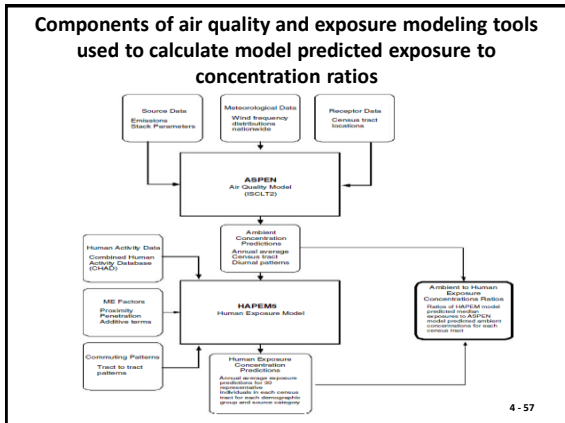 Components of air quality and exposure modeling tools
used to calculate model predicted exposure to
concentration ratios
Source Data
Emissions
Stack Parameters
Meteorological Data
Wind frequency
distributions
nationwide
Receptor Data
Census tract
locations
ASPEN
Air Quality Model
(ISCLT2)
Ambient
Concentration
Predictions
Annual average
Census tract
Diurnal patterns
Human Activity Data
Combined Human
Activity Database
(CHAD)
ME Factors
Proximity
Penetration
Additive terms
Commuting Patterns
Tract to tract
patterns
HAPEM5
Human Exposure Model
Ambient to Human
Exposure
Concentrations Ratios
Ratios of HAPEM model
predicted median
exposures to ASPEN
model predicted ambient
concentrations for each
census tract
Human Exposure
Concentration
Predictions
Annual average exposure
predictions for 30
representative
individuals in each census
tract for each demographic
group and source category
4 - 57